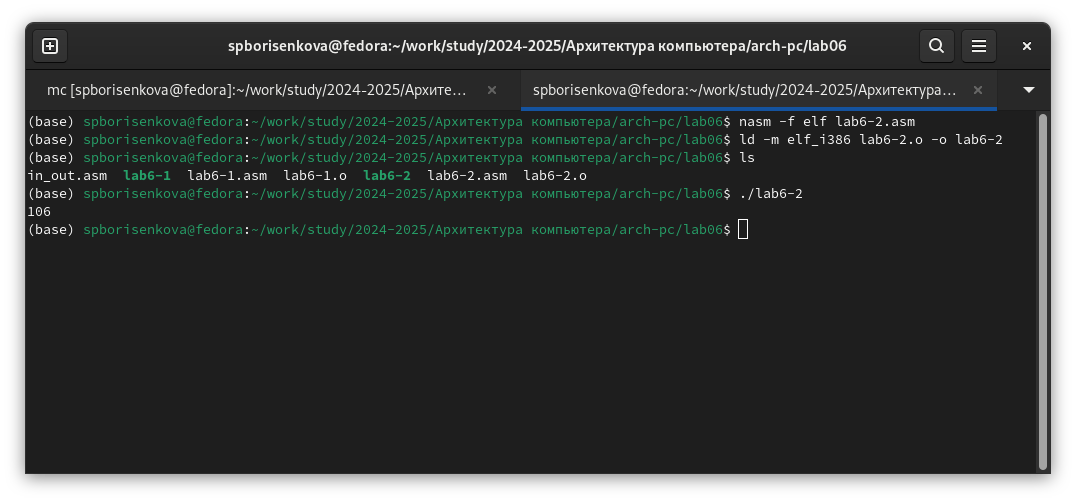 spborisenkova@fedora:~/work/study/2024-2025/Архитектура компьютера/arch-pc/lab06
mc [spborisenkova@fedora]:~/work/study/2024-2025/Архите…
spborisenkova@fedora:~/work/study/2024-2025/Архитектура…
(base) spborisenkova@fedora:~/work/study/2024-2025/Архитектура компьютера/arch-pc/lab06$ nasm -f elf lab6-2.asm
(base) spborisenkova@fedora:~/work/study/2024-2025/Архитектура компьютера/arch-pc/lab06$ ld -m elf_i386 lab6-2.o -o lab6-2
(base) spborisenkova@fedora:~/work/study/2024-2025/Архитектура компьютера/arch-pc/lab06$ ls
in_out.asm  lab6-1  lab6-1.asm  lab6-1.o  lab6-2  lab6-2.asm  lab6-2.o
(base) spborisenkova@fedora:~/work/study/2024-2025/Архитектура компьютера/arch-pc/lab06$ ./lab6-2
106
(base) spborisenkova@fedora:~/work/study/2024-2025/Архитектура компьютера/arch-pc/lab06$